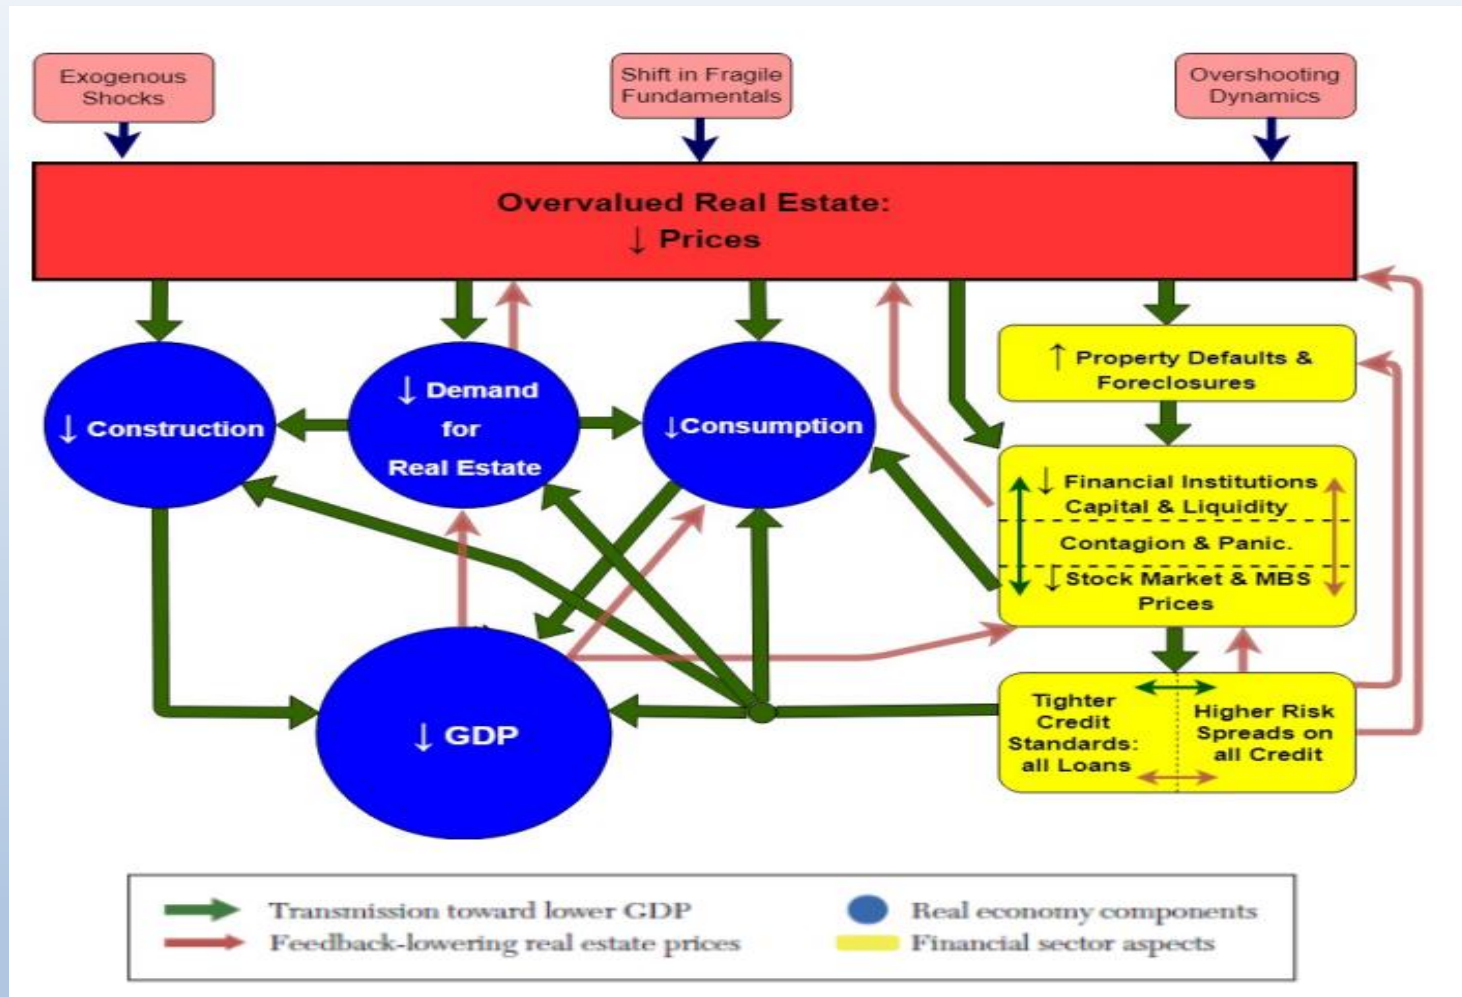 Exogenous
Shocks
Shift in Fragile
Fundamentals
Overshooting
Dynamics
Overvalued Real Estate:
↓ Prices
↓ Construction
↓ Demand
for
Real Estate
↓Consumption
↑ Property Defaults &
Foreclosures
↓ Financial Institutions
Capital & Liquidity
Contagion & Panic.
↓ Stock Market & MBS
Prices
↓ GDP
Tighter
Credit
Standards:
all Loans
Higher Risk
Spreads on
all Credit
Transmission toward lower GDP
Feedback-lowering real estate prices
Real economy components
Financial sector aspects